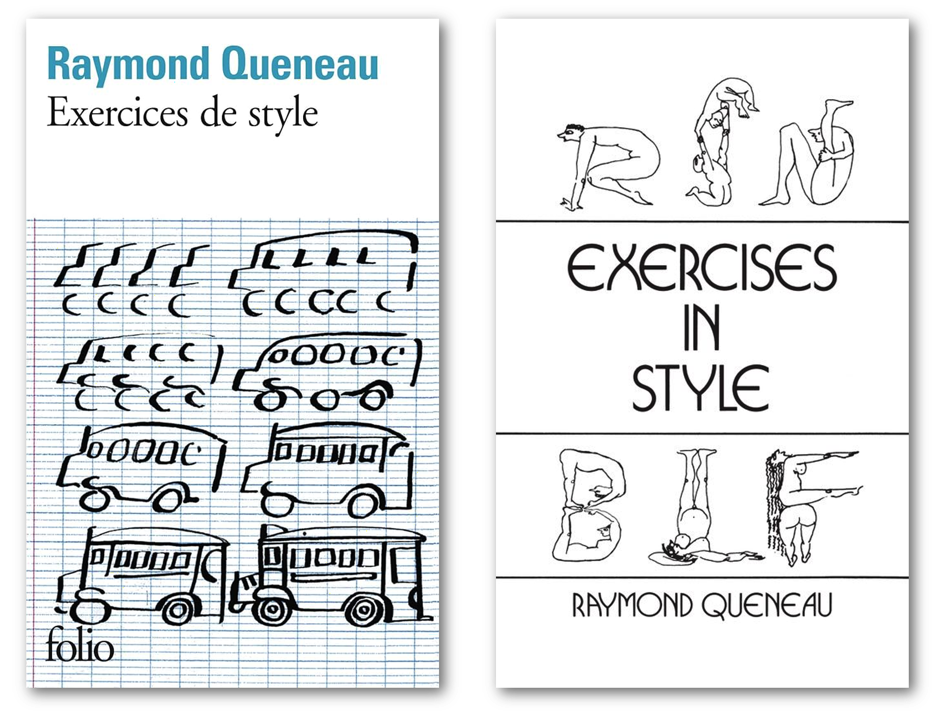 Raymond Queneau
Exercices de style
folio
EXERCISES
IN
STYLE
RAYMOND QUENEAU